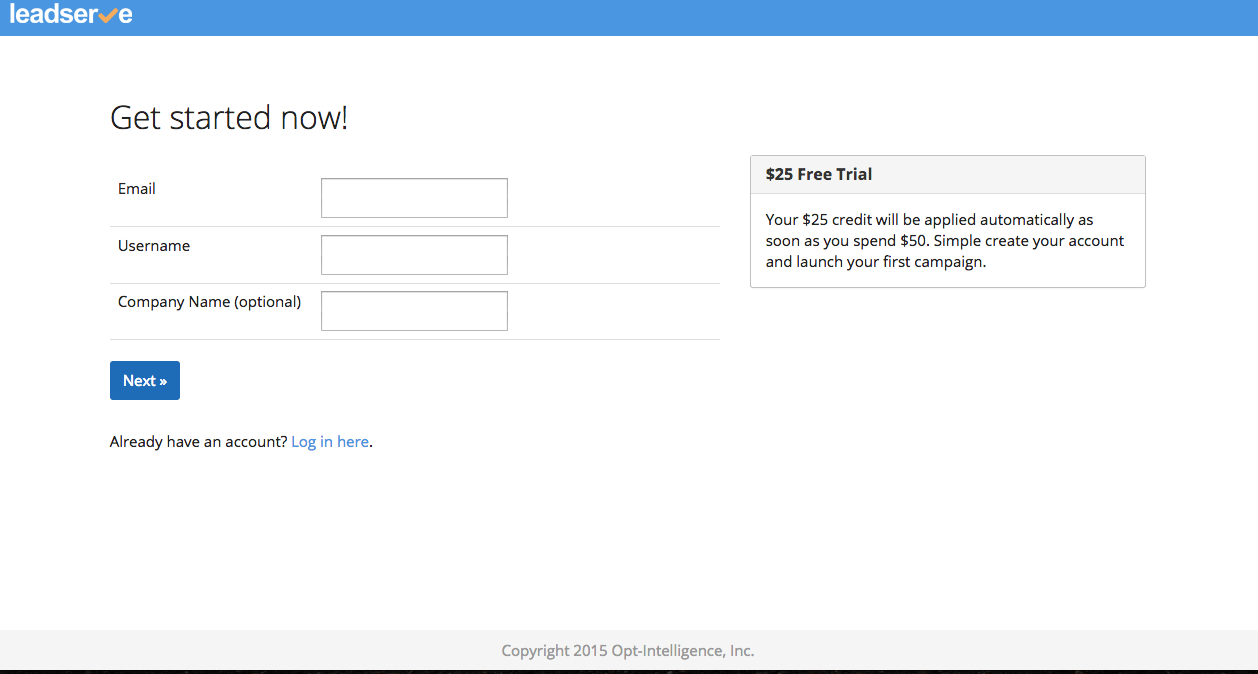 leadserve
Get started now!
Email
Username
Company Name (optional)
Next »
Already have an account? Log in here.
$25 Free Trial
Your $25 credit will be applied automatically as
soon as you spend $50. Simple create your account
and launch your first campaign.
Copyright 2015 Opt-Intelligence, Inc.